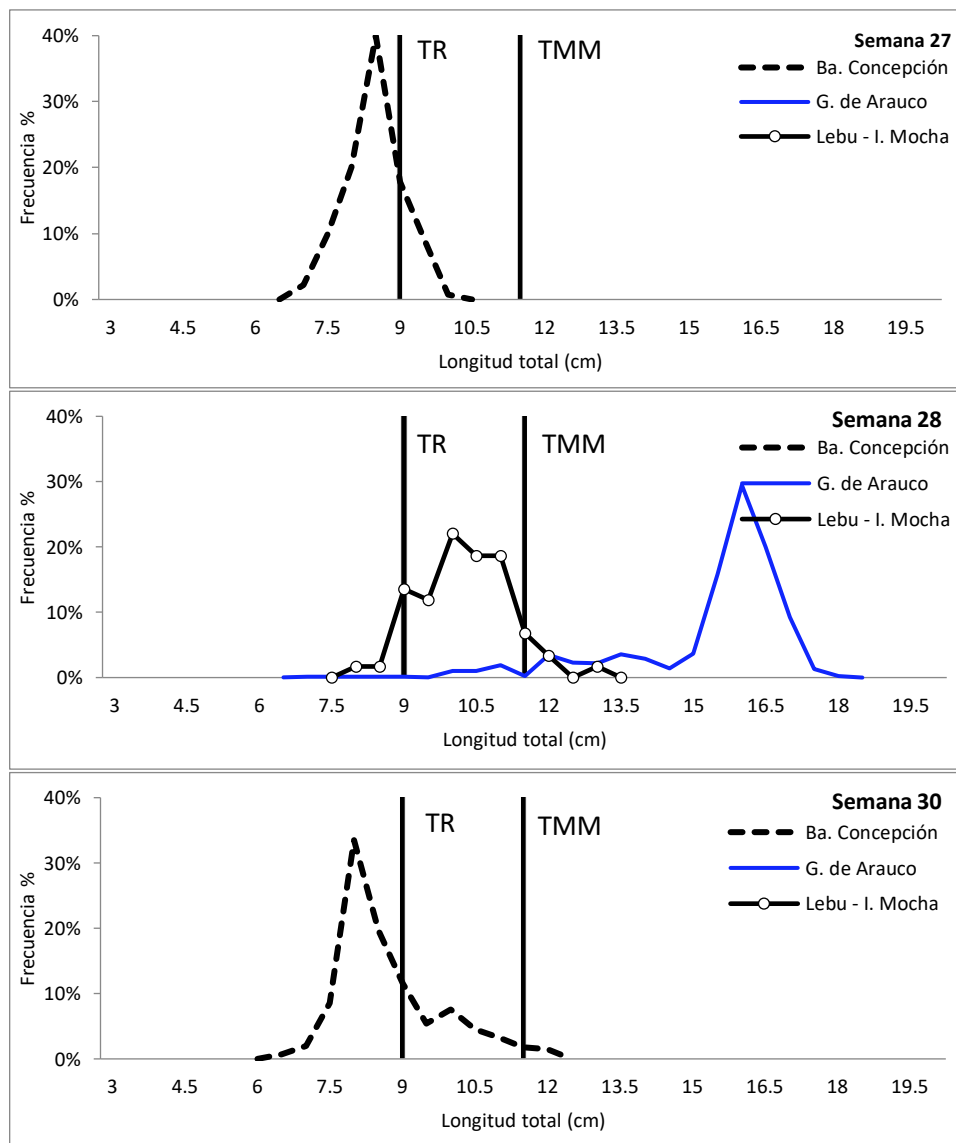 Semana 27
Ba. Concepción
G. de Arauco
Lebu - I. Mocha
TR
TMM
Frecuencia %
40%
30%
20%
10%
0%
3 4.5 6 7.5 9 10.5 12 13.5 15 16.5 18 19.5
Longitud total (cm)
Semana 28
Ba. Concepción
G. de Arauco
Lebu - I. Mocha
TR
TMM
Frecuencia %
40%
30%
20%
10%
0%
3 4.5 6 7.5 9 10.5 12 13.5 15 16.5 18 19.5
Longitud total (cm)
Semana 30
Ba. Concepción
G. de Arauco
Lebu - I. Mocha
TR
TMM
Frecuencia %
40%
30%
20%
10%
0%
3 4.5 6 7.5 9 10.5 12 13.5 15 16.5 18 19.5
Longitud total (cm)